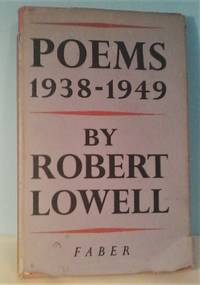 POEMS
1938-1949
BY
ROBERT
LOWELL
FABER